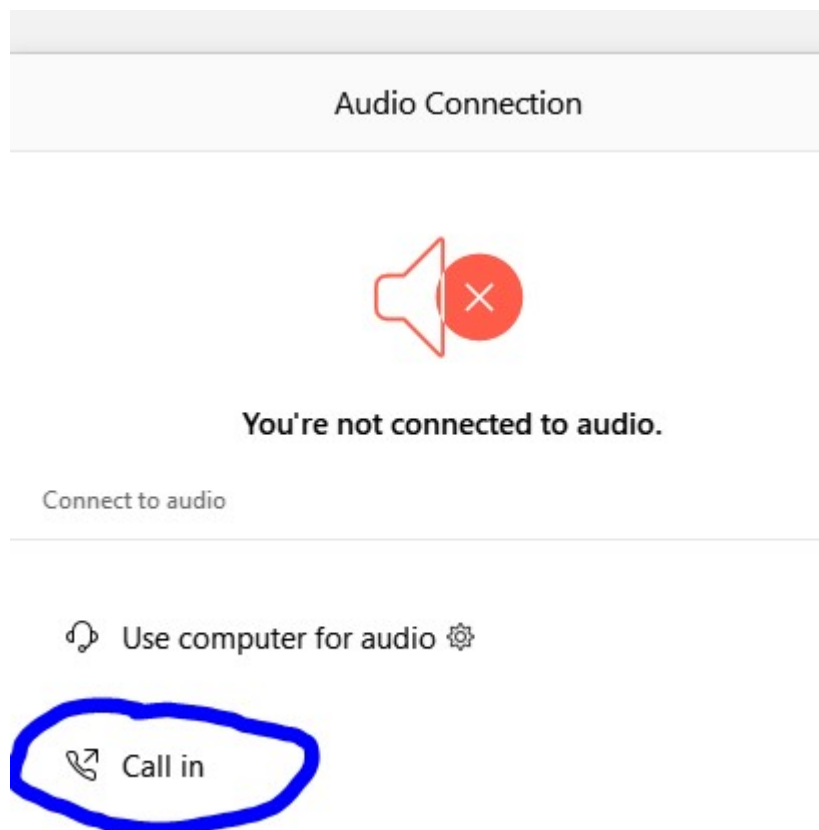 Audio Connection
You're not connected to audio.
Connect to audio
Use computer for audio
Call in